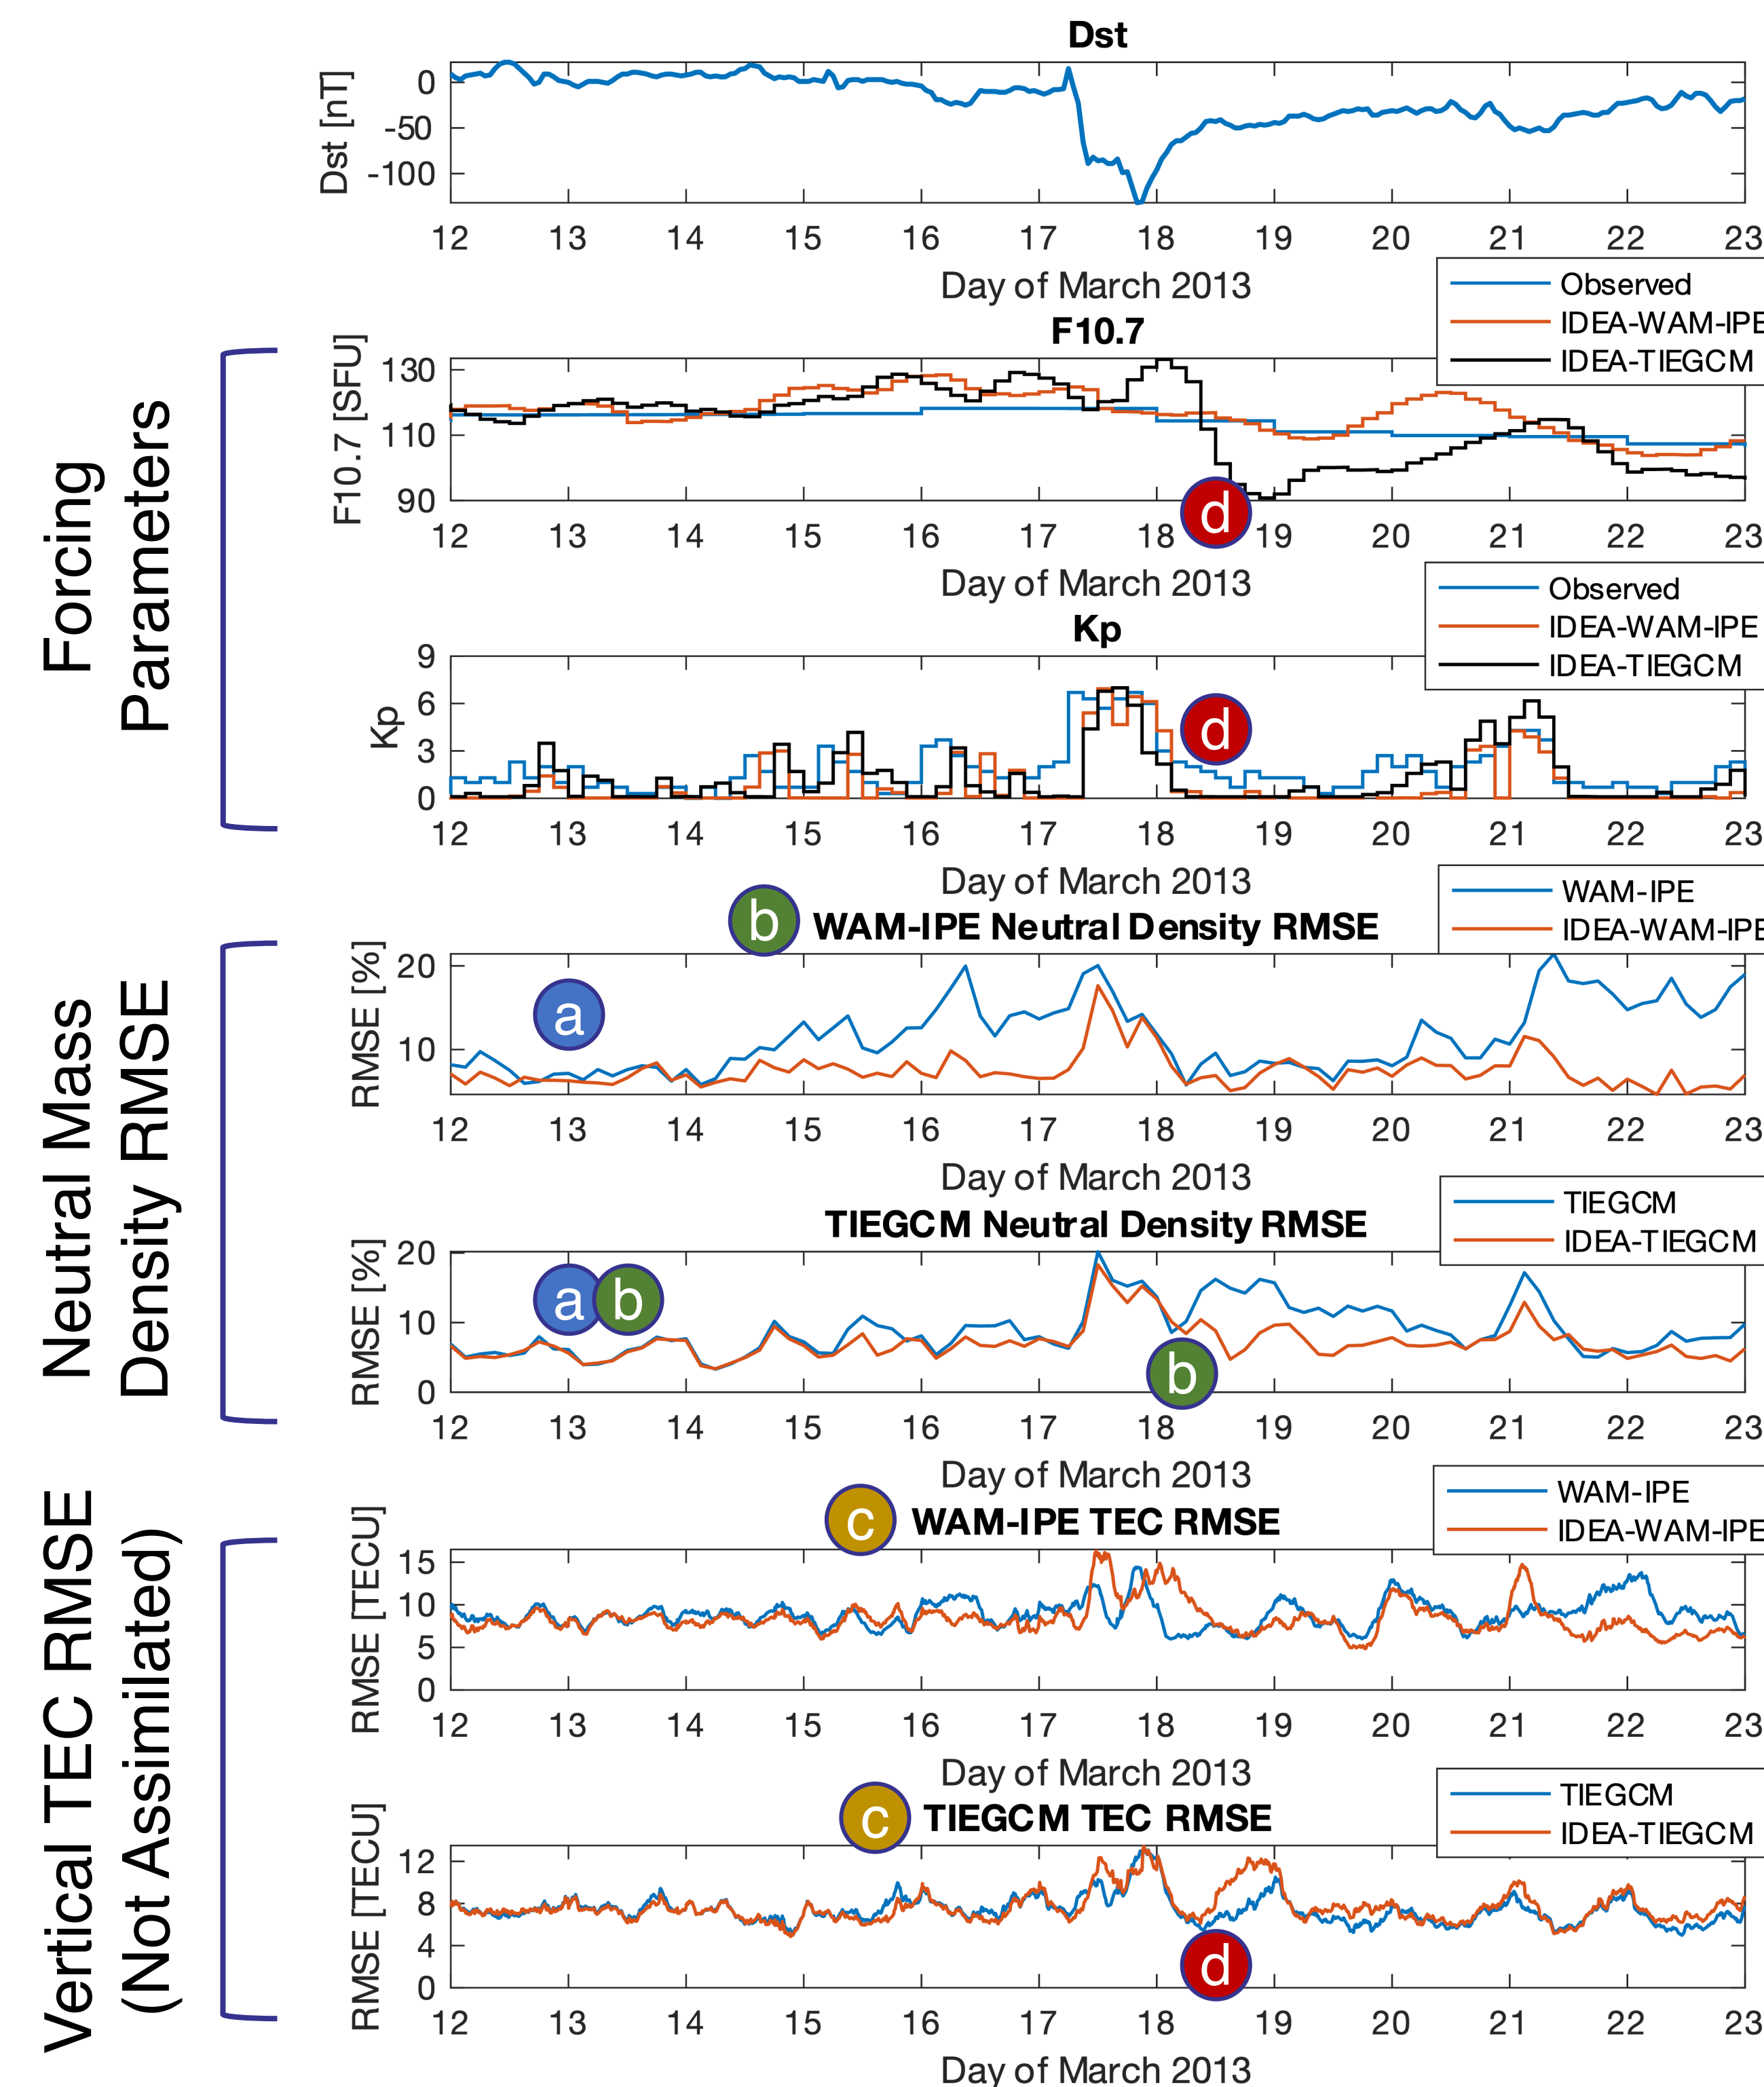 Dst
Dst [nT]
0
-50
-100
12 13 14 15 16 17 18 19 20 21 22 23
Day of March 2013
Observed
IDEA-WAM-IPE
IDEA-TIEGCM
Forcing
Parameters
F10.7
F10.7 [SFU]
130
110
90
d
12 13 14 15 16 17 18 19 20 21 22 23
Day of March 2013
Observed
IDEA-WAM-IPE
IDEA-TIEGCM
Kp
Kp
9
6
3
0
d
12 13 14 15 16 17 18 19 20 21 22 23
Day of March 2013
WAM-IPE
IDEA-WAM-IPE
Neutral Mass
Density RMSE
b WAM-IPE Neutral Density RMSE
RMSE [%]
20
10
a
12 13 14 15 16 17 18 19 20 21 22 23
Day of March 2013
TIEGCM
IDEA-TIEGCM
TIEGCM Neutral Density RMSE
RMSE [%]
20
10
0
a b
b
12 13 14 15 16 17 18 19 20 21 22 23
Day of March 2013
WAM-IPE
IDEA-WAM-IPE
Vertical TEC RMSE
(Not Assimilated)
c WAM-IPE TEC RMSE
RMSE [TECU]
15
10
5
0
12 13 14 15 16 17 18 19 20 21 22 23
Day of March 2013
TIEGCM
IDEA-TIEGCM
c TIEGCM TEC RMSE
RMSE [TECU]
12
8
4
0
d
12 13 14 15 16 17 18 19 20 21 22 23
Day of March 2013